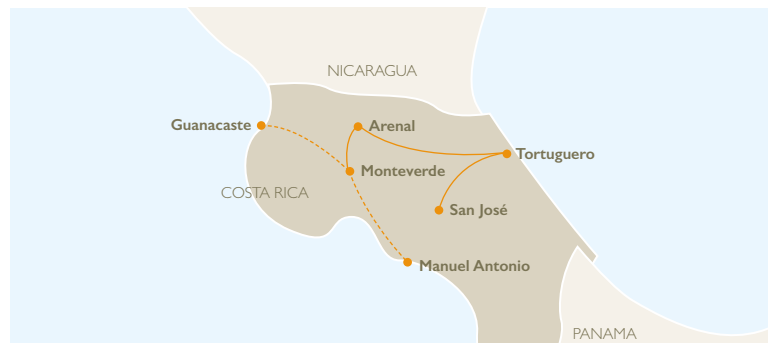 NICARAGUA
Guanacaste
Arenal
Tortuguero
Monteverde
COSTA RICA
San José
Manuel Antonio
PANAMA